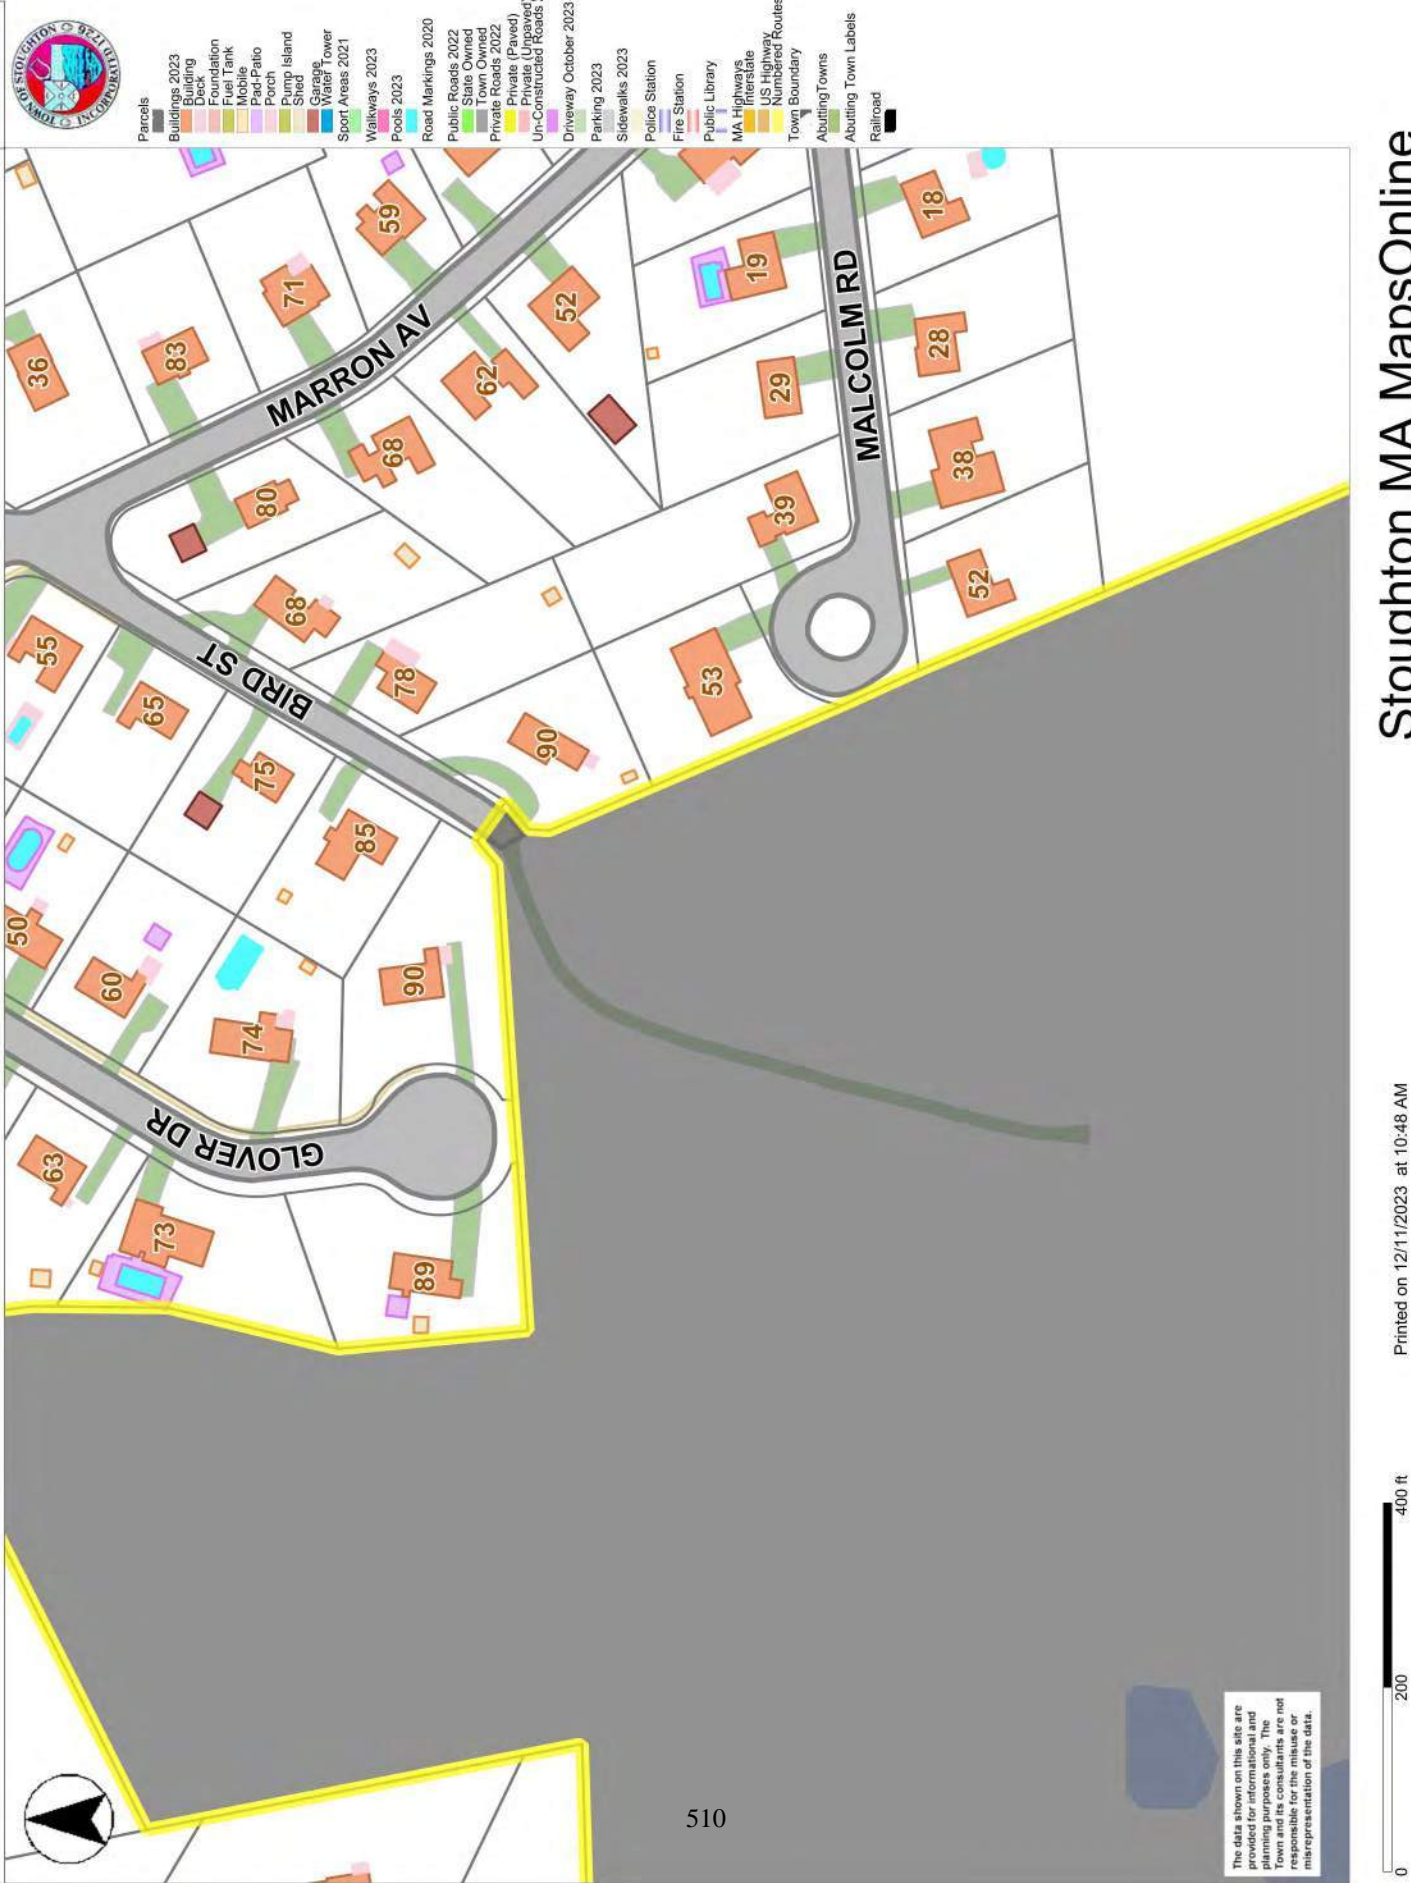 TOWN OF STOUGHTON
INCORPORATED 1726
Parcels
Buildings 2023
Building
Deck
Foundation
Fuel Tank
Mobile
Pad-Patio
Porch
Pump Island
Shed
Garage
Water Tower
Sport Areas 2021
Walkways 2023
Pools 2023
Road Markings 2020
Public Roads 2022
State Owned
Town Owned
Private Roads 2022
Private (Paved)
Private (Unpaved)
Un-Constructed Roads
Driveway October 2023
Parking 2023
Sidewalks 2023
Police Station
Fire Station
Public Library
MA Highways
Interstate
US Highway
Numbered Routes
Town Boundary
AbuttingTowns
Abutting Town Labels
Railroad
36
83
71
59
MARRON AV
52
62
68
80
19
18
MALCOLM RD
29
28
39
38
52
53
55
65
68
BIRD ST
78
75
85
90
50
60
74
90
GLOVER DR
63
73
89
The data shown on this site are
provided for informational and
planning purposes only. The
Town and its consultants are not
responsible for the misuse or
misrepresentation of the data.
0 200 400 ft
Printed on 12/11/2023 at 10:48 AM
Stoughton MA MapsOnline
510